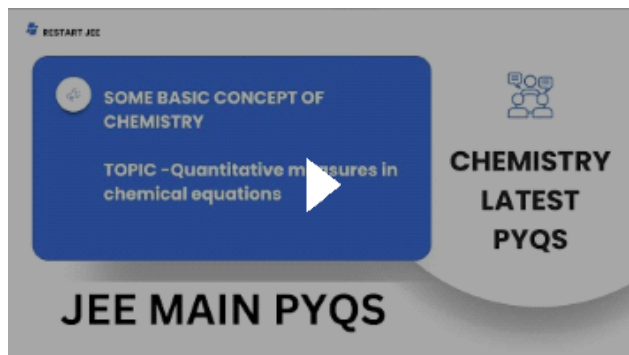 RESTART JEE
SOME BASIC CONCEPT OF
CHEMISTRY
TOPIC -Quantitative measures in
chemical equations
CHEMISTRY
LATEST
PYQS
JEE MAIN PYQS